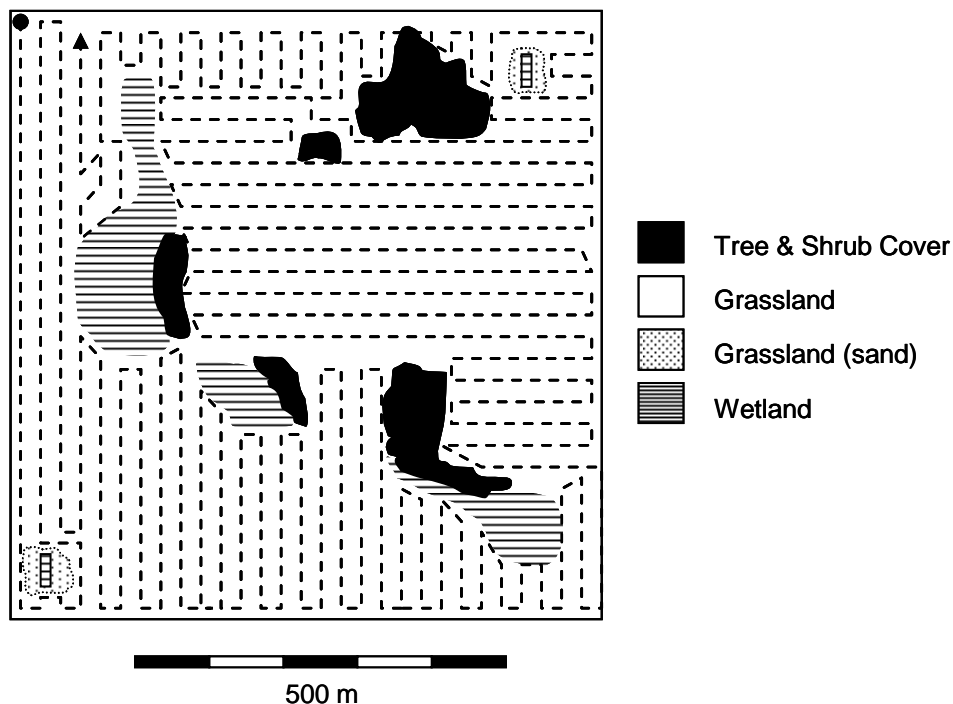 Tree & Shrub Cover
Grassland
Grassland (sand)
Wetland
500 m